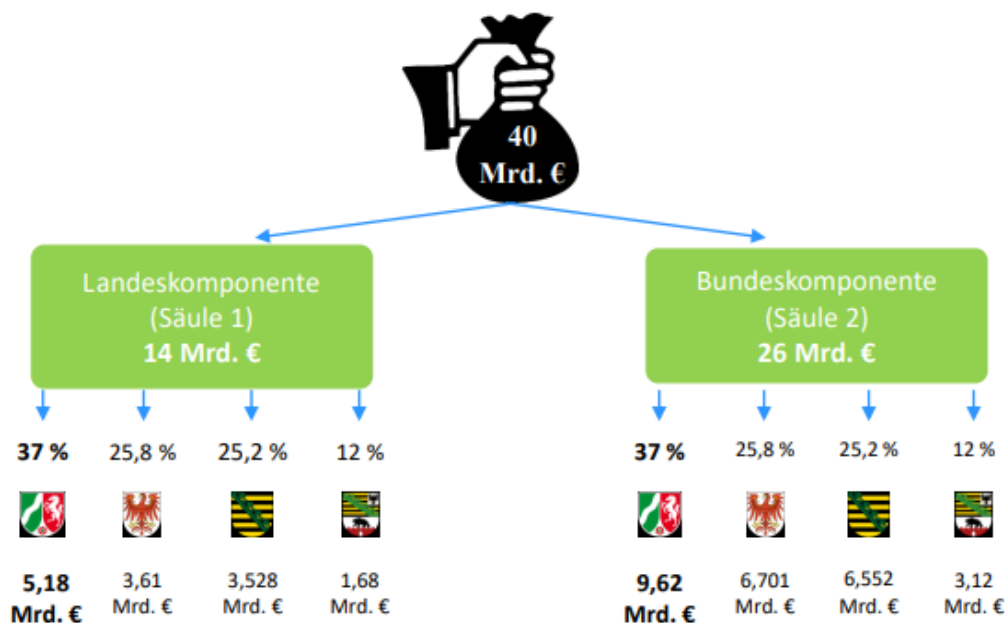 40
Mrd. €
Landeskomponente
(Säule 1)
14 Mrd. €
Bundeskomponente
(Säule 2)
26 Mrd. €
37 % 25,8 % 25,2 % 12 %
37 % 25,8 % 25,2 % 12 %
5,18 3,61 3,528 1,68
Mrd. € Mrd. € Mrd. € Mrd. €
9,62 6,701 6,552 3,12
Mrd. € Mrd. € Mrd. € Mrd. €